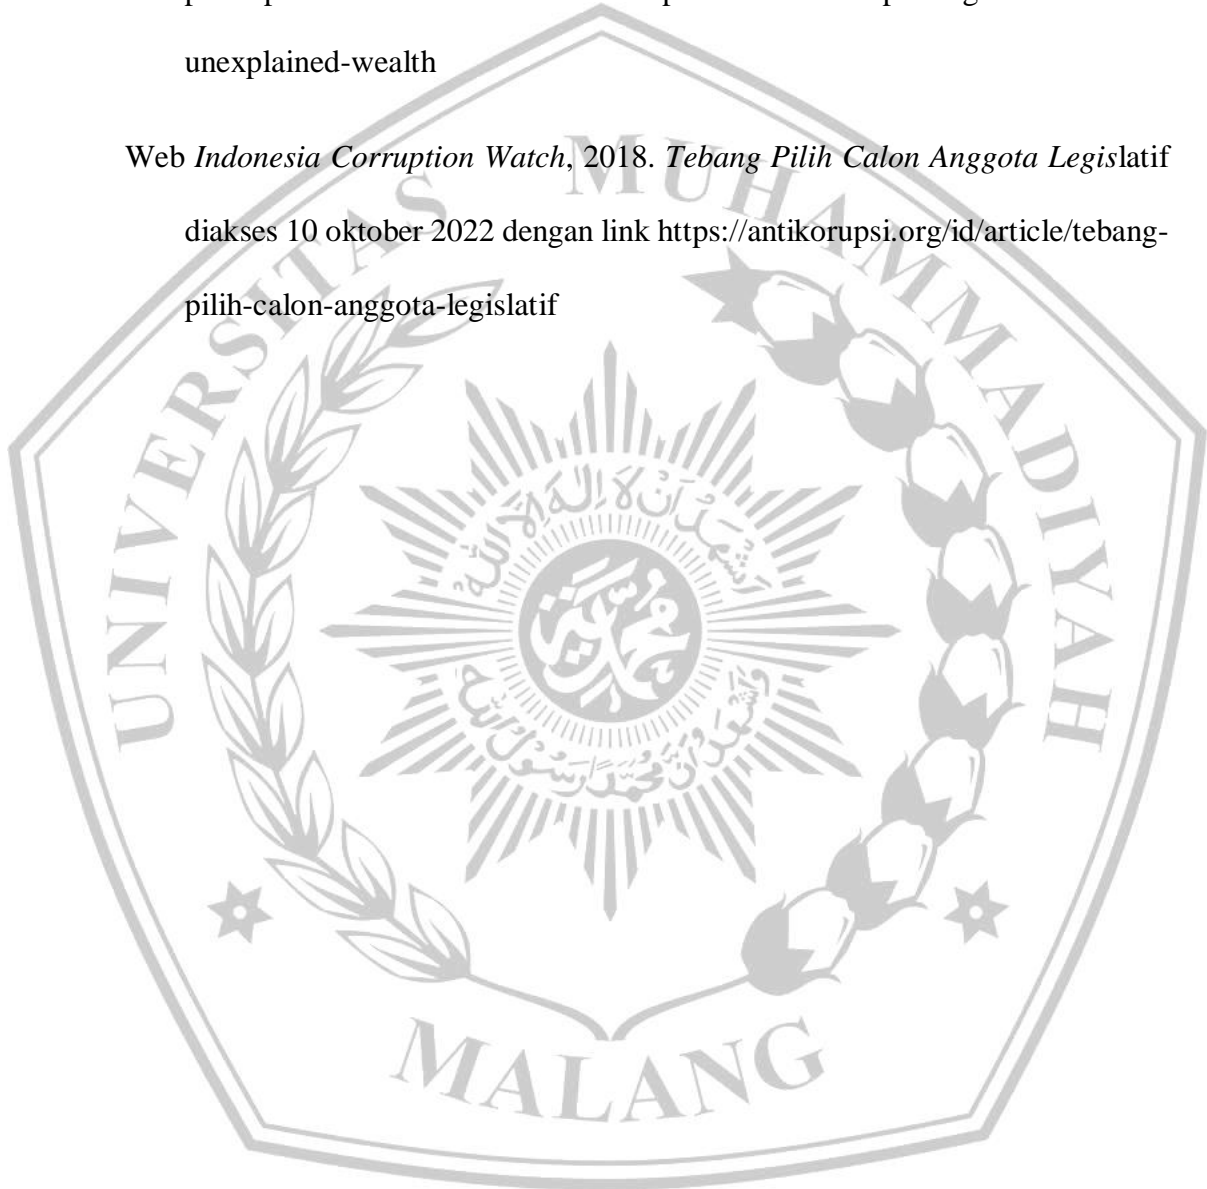 unexplained-wealth
Web Indonesia Corruption Watch, 2018. Tebang Pilih Calon Anggota Legislatif
diakses 10 oktober 2022 dengan link https://antikorupsi.org/id/article/tebang-
pilih-calon-anggota-legislatif
UNIVERSITAS MUHAMMADIYAH
MALANG